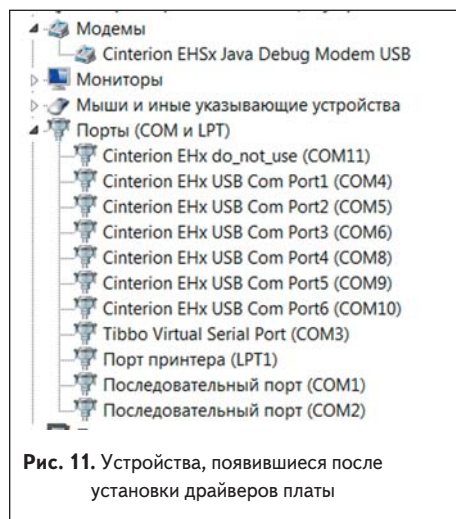 Модемы
Cinterion EHSx Java Debug Modem USB
Мониторы
Мыши и иные указывающие устройства
Порты (COM и LPT)
Cinterion EHx do_not_use (COM11)
Cinterion EHx USB Com Port1 (COM4)
Cinterion EHx USB Com Port2 (COM5)
Cinterion EHx USB Com Port3 (COM6)
Cinterion EHx USB Com Port4 (COM8)
Cinterion EHx USB Com Port5 (COM9)
Cinterion EHx USB Com Port6 (COM10)
Tibbo Virtual Serial Port (COM3)
Порт принтера (LPT1)
Последовательный порт (COM1)
Последовательный порт (COM2)
Рис. 11. Устройства, появившиеся после
установки драйверов платы